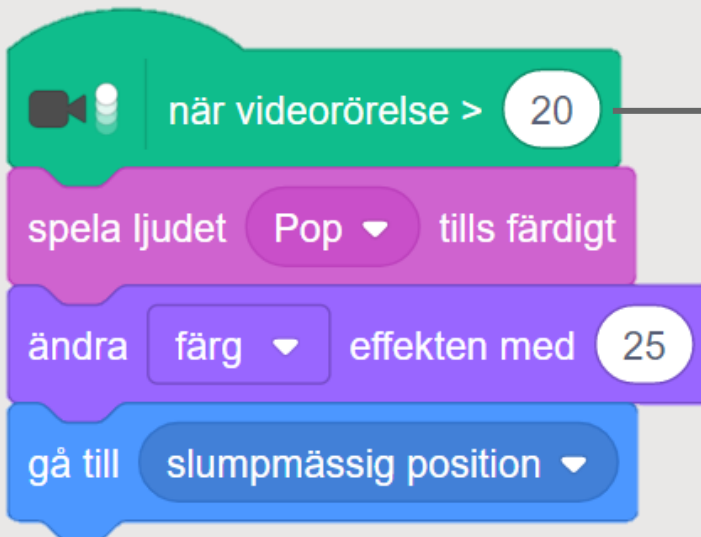 när videorörelse > 20
spela ljudet Pop tills färdigt
ändra färg effekten med 25
gå till slumpmässig position